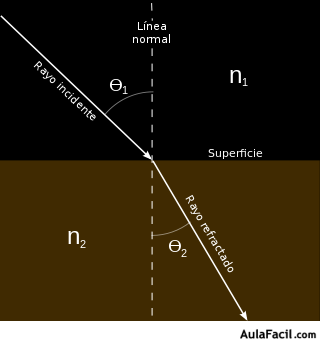 Línea
normal
Rayo incidente
Θ1
n1
Superficie
Rayo refractado
n2
Θ2
AulaFacil.com